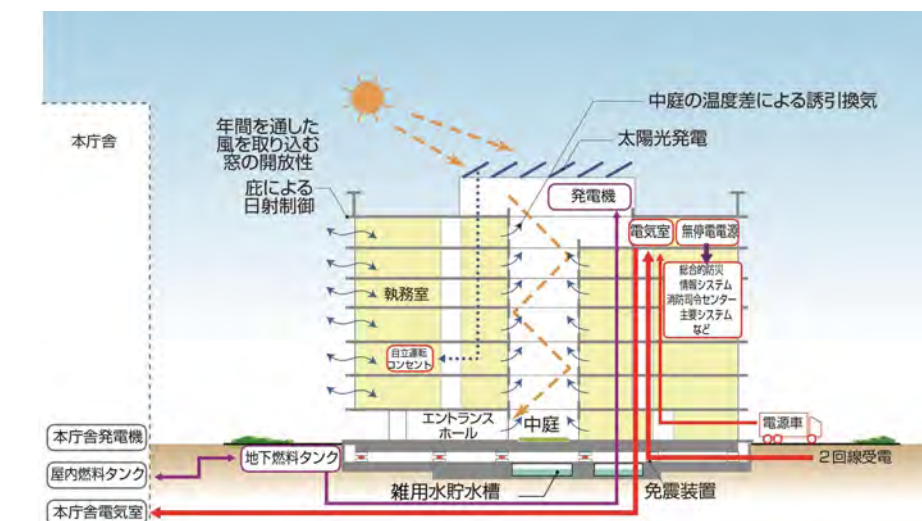 中庭の温度差による誘引換気
本庁舎
年間を通した
風を取り込む
窓の開放性
太陽光発電
庇による
日射制御
発電機
電気室
無停電電源
総合的防災
情報システム
消防司令センター
主要システム
など
執務室
自立運転
コンセント
エントランス
ホール
中庭
電源車
本庁舎発電機
地下燃料タンク
2回線受電
屋内燃料タンク
雑用水貯水槽
免震装置
本庁舎電気室